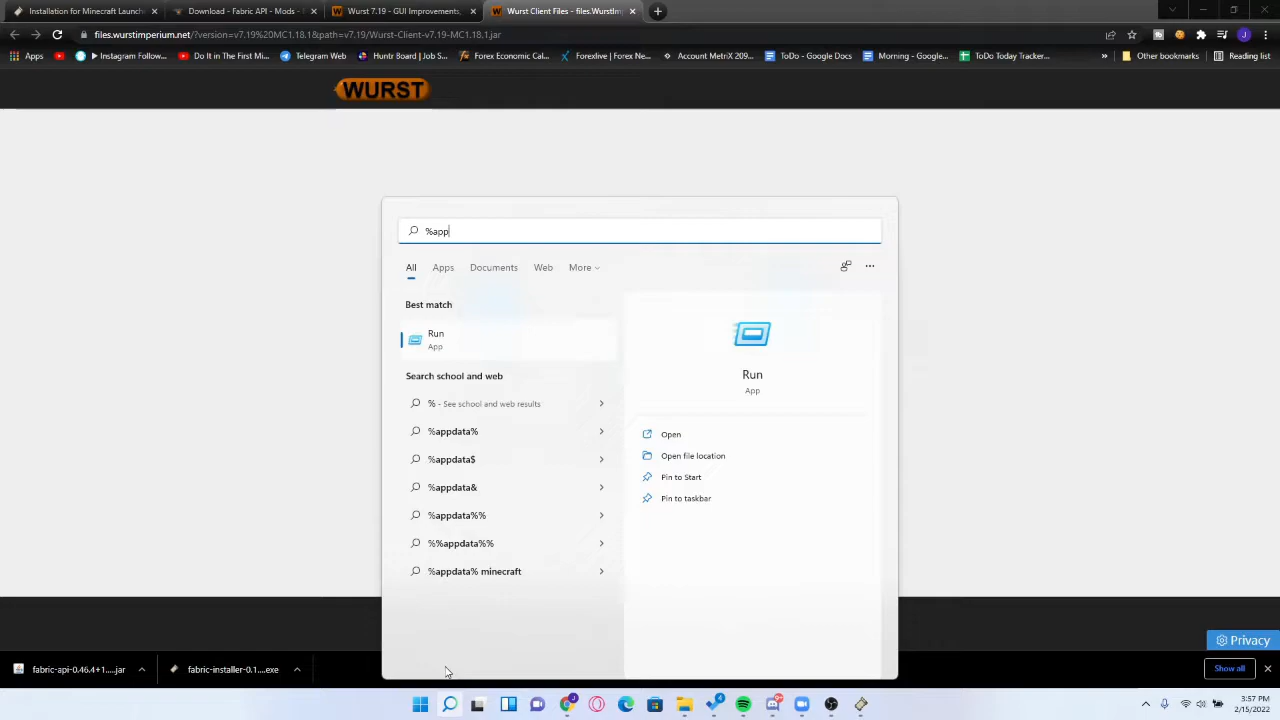 Installation for Minecraft Launch
Download - Fabric API - Mods -
Wurst 7.19 - GUI Improvements,
Wurst Client Files - files.WurstIm
files.wurstimperium.net/?version=v7.19%20MC1.18.1&path=v7.19/Wurst-Client-v7.19-MC1.18.1.jar
Apps
Instagram Follow...
Do It in The First Mi...
Telegram Web
Huntr Board | Job S...
Forex Economic Cal...
Forexlive | Forex Ne...
Account MetriX 209...
ToDo - Google Docs
Morning - Google...
ToDo Today Tracker...
Other bookmarks
Reading list
WURST
%app
All Apps Documents Web More
Best match
Run
App
Search school and web
% - See school and web results
%appdata%
%appdata$
%appdata&
%appdata%%
%%appdata%%
%appdata% minecraft
Run
App
Open
Open file location
Pin to Start
Pin to taskbar
Privacy
fabric-api-0.46.4+1....jar
fabric-installer-0.1....exe
Show all
3:57 PM
2/15/2022